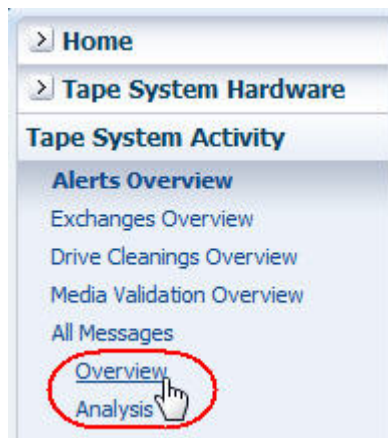 Home
Tape System Hardware
Tape System Activity
Alerts Overview
Exchanges Overview
Drive Cleanings Overview
Media Validation Overview
All Messages
Overview
Analysis